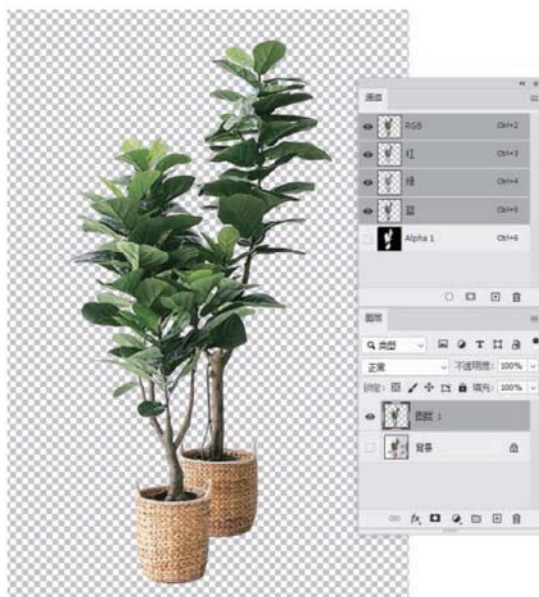 通道
RGB Ctrl+2
红 Ctrl+3
绿 Ctrl+4
蓝 Ctrl+5
Alpha 1 Ctrl+6
图层
类型
正常 不透明度: 100%
锁定: 填充: 100%
图层 1
背景
fx